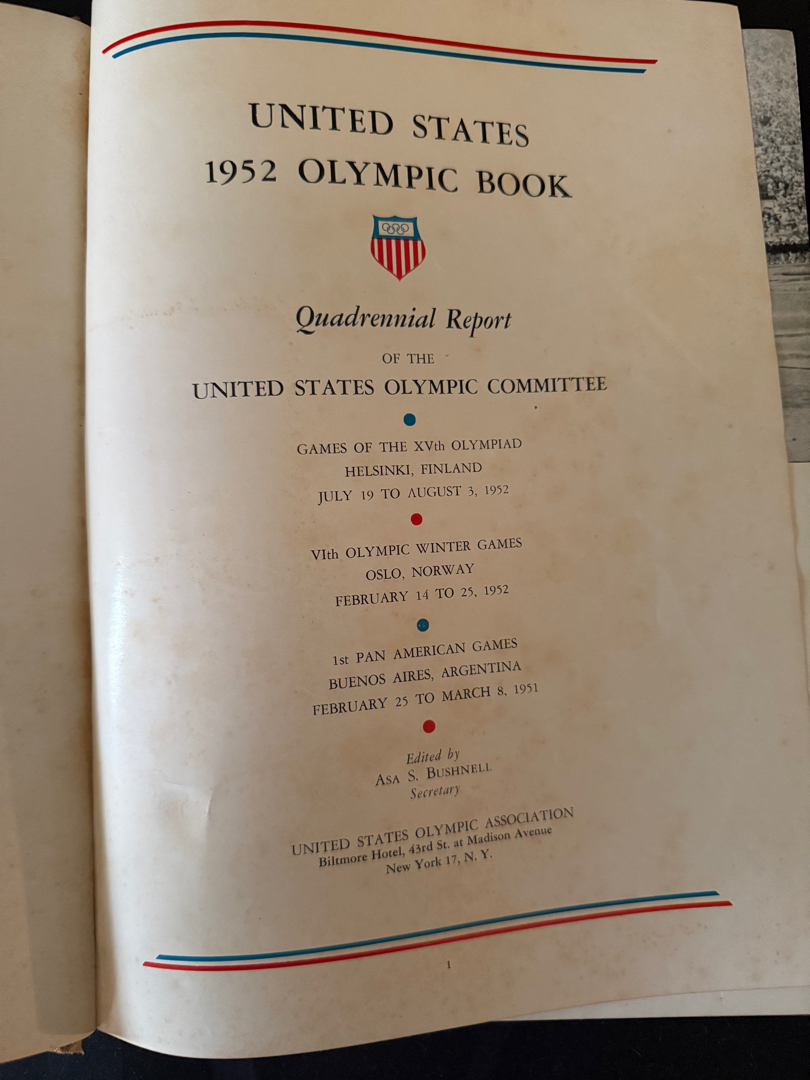 UNITED STATES
1952 OLYMPIC BOOK
Quadrennial Report
OF THE
UNITED STATES OLYMPIC COMMITTEE
GAMES OF THE XVth OLYMPIAD
HELSINKI, FINLAND
JULY 19 TO AUGUST 3, 1952
VIth OLYMPIC WINTER GAMES
OSLO, NORWAY
FEBRUARY 14 TO 25, 1952
1st PAN AMERICAN GAMES
BUENOS AIRES, ARGENTINA
FEBRUARY 25 TO MARCH 8, 1951
Edited by
ASA S. BUSHNELL
Secretary
UNITED STATES OLYMPIC ASSOCIATION
Biltmore Hotel, 43rd St. at Madison Avenue
New York 17, N. Y.
1